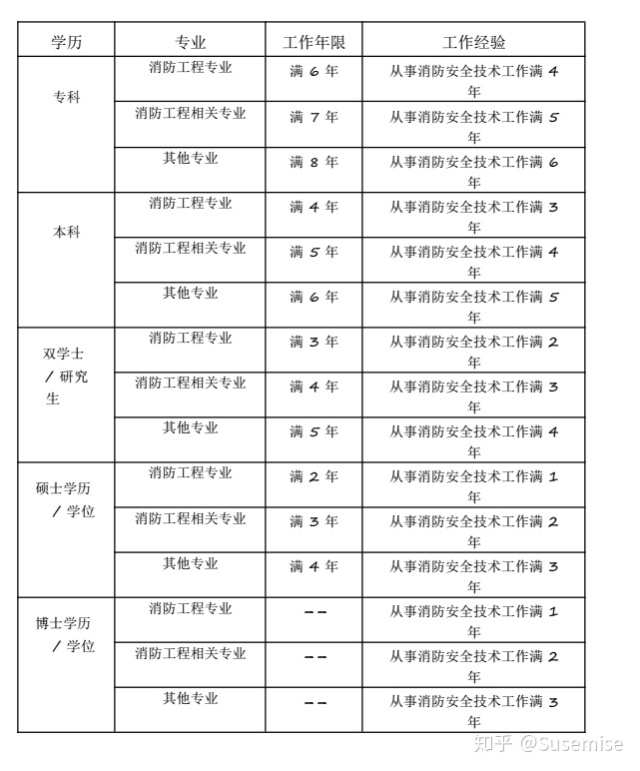 学历 专业 工作年限 工作经验
专科
消防工程专业 满 6 年 从事消防安全技术工作满 4
年
消防工程相关专业 满 7 年 从事消防安全技术工作满 5
年
其他专业 满 8 年 从事消防安全技术工作满 6
年
本科
消防工程专业 满 4 年 从事消防安全技术工作满 3
年
消防工程相关专业 满 5 年 从事消防安全技术工作满 4
年
其他专业 满 6 年 从事消防安全技术工作满 5
年
双学士
/ 研究
生
消防工程专业 满 3 年 从事消防安全技术工作满 2
年
消防工程相关专业 满 4 年 从事消防安全技术工作满 3
年
其他专业 满 5 年 从事消防安全技术工作满 4
年
硕士学历
/ 学位
消防工程专业 满 2 年 从事消防安全技术工作满 1
年
消防工程相关专业 满 3 年 从事消防安全技术工作满 2
年
其他专业 满 4 年 从事消防安全技术工作满 3
年
博士学历
/ 学位
消防工程专业 -- 从事消防安全技术工作满 1
年
消防工程相关专业 -- 从事消防安全技术工作满 2
年
其他专业 -- 从事消防安全技术工作满 3
年
知乎 @Susemise